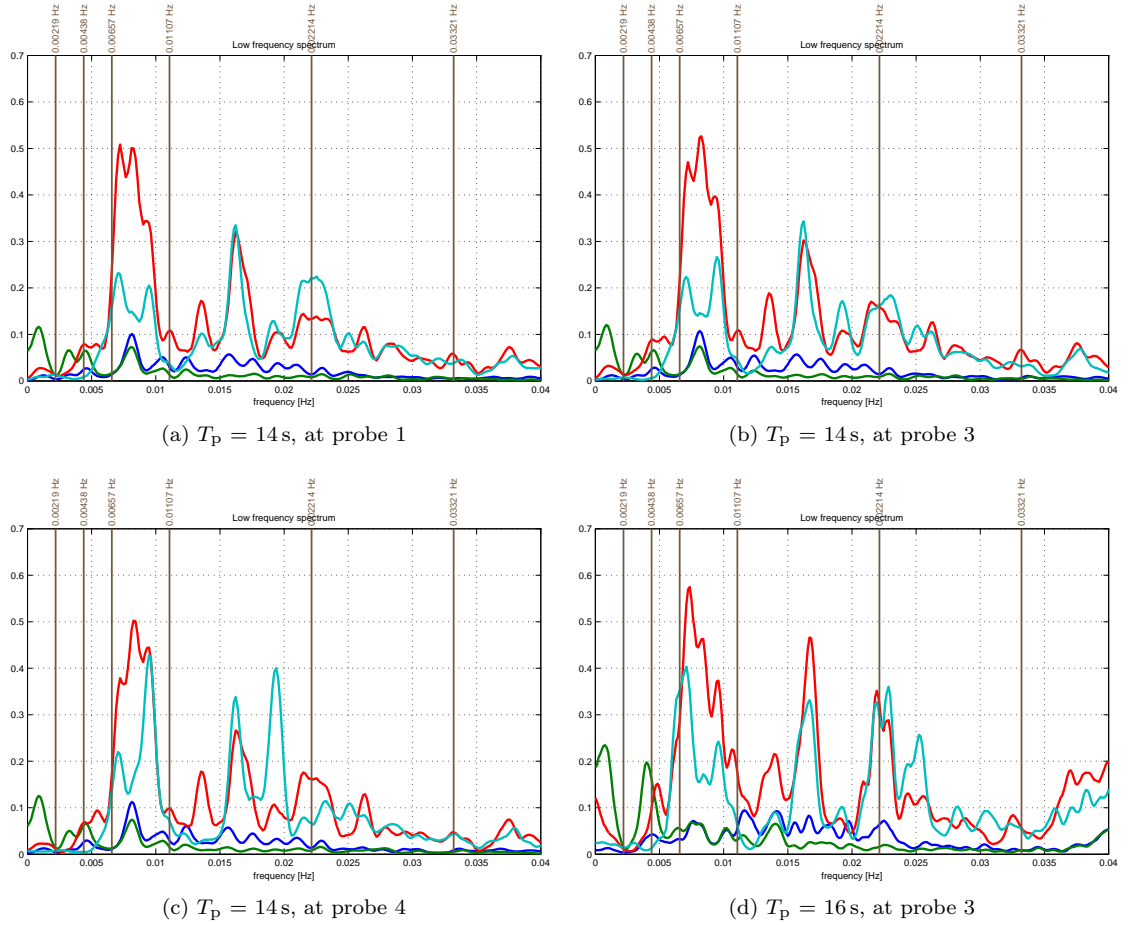 0.00219 Hz 0.00438 Hz 0.00657 Hz 0.01107 Hz 0.02214 Hz 0.03321 Hz
Low frequency spectrum
0.7
0.6
0.5
0.4
0.3
0.2
0.1
0
0 0.005 0.01 0.015 0.02 0.025 0.03 0.035 0.04
frequency [Hz]
(a) Tp = 14 s, at probe 1
0.00219 Hz 0.00438 Hz 0.00657 Hz 0.01107 Hz 0.02214 Hz 0.03321 Hz
Low frequency spectrum
0.7
0.6
0.5
0.4
0.3
0.2
0.1
0
0 0.005 0.01 0.015 0.02 0.025 0.03 0.035 0.04
frequency [Hz]
(b) Tp = 14 s, at probe 3
0.00219 Hz 0.00438 Hz 0.00657 Hz 0.01107 Hz 0.02214 Hz 0.03321 Hz
Low frequency spectrum
0.7
0.6
0.5
0.4
0.3
0.2
0.1
0
0 0.005 0.01 0.015 0.02 0.025 0.03 0.035 0.04
frequency [Hz]
(c) Tp = 14 s, at probe 4
0.00219 Hz 0.00438 Hz 0.00657 Hz 0.01107 Hz 0.02214 Hz 0.03321 Hz
Low frequency spectrum
0.7
0.6
0.5
0.4
0.3
0.2
0.1
0
0 0.005 0.01 0.015 0.02 0.025 0.03 0.035 0.04
frequency [Hz]
(d) Tp = 16 s, at probe 3